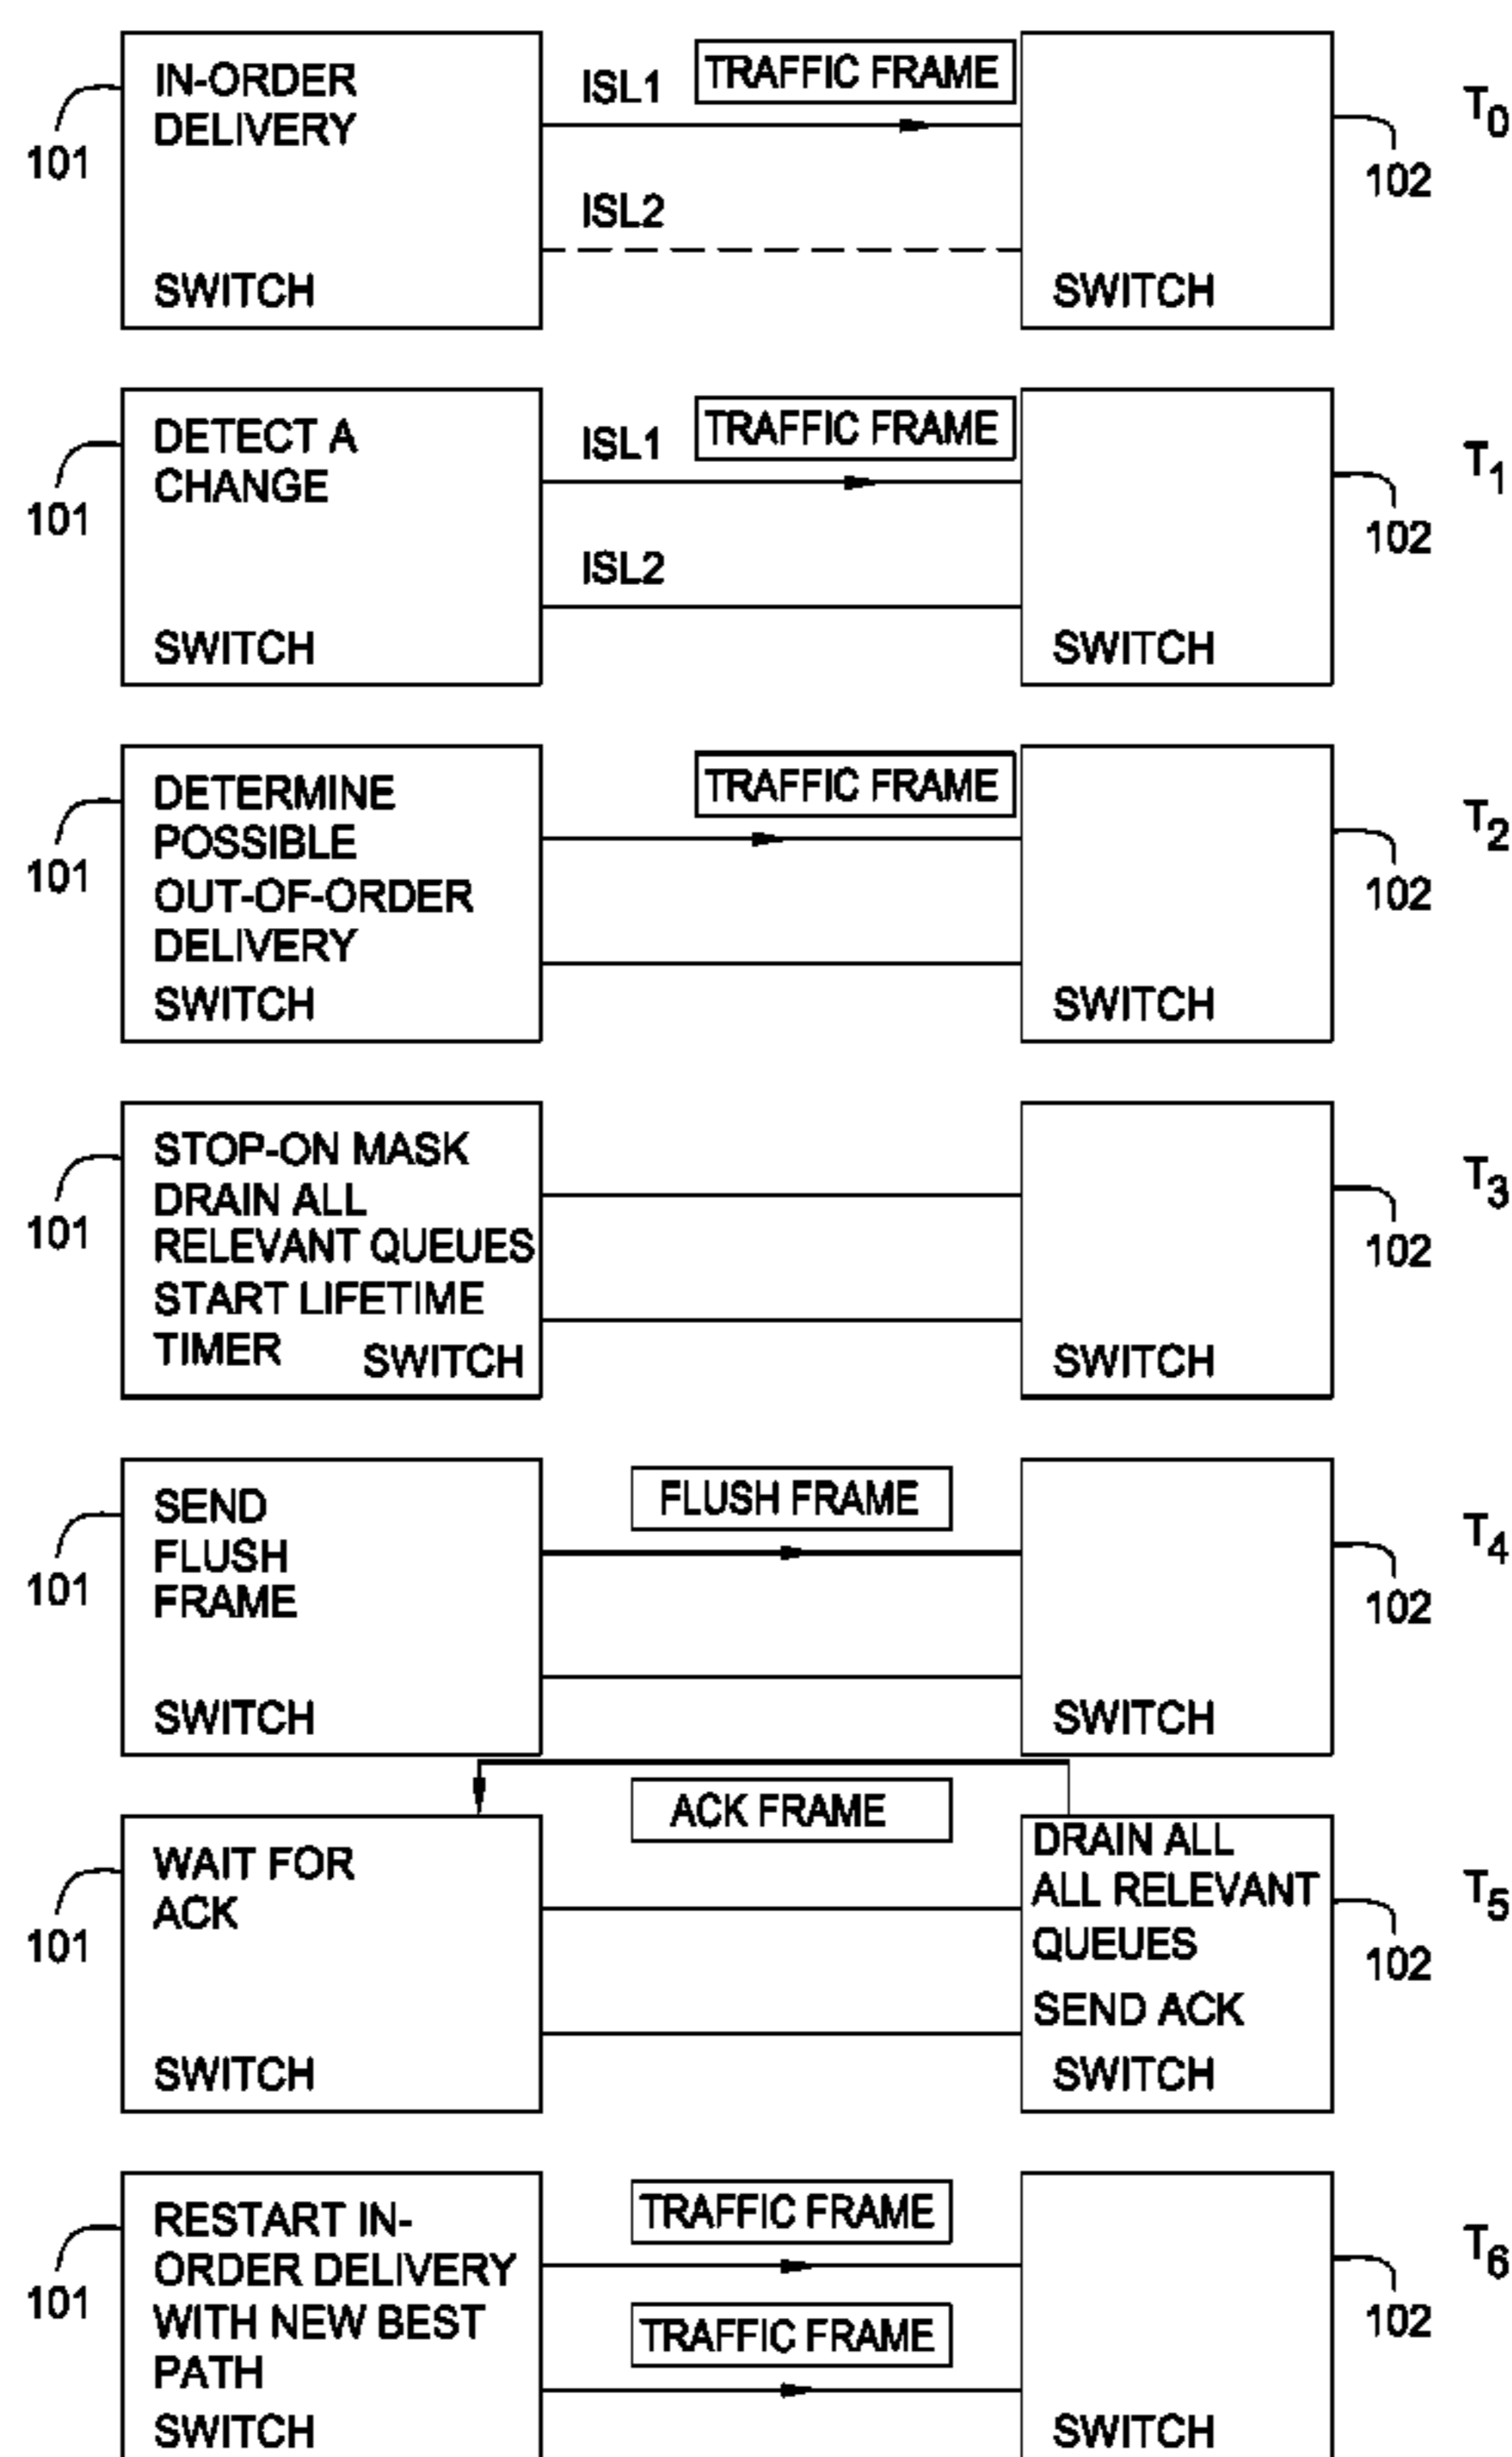 IN-ORDER
DELIVERY
SWITCH
101
ISL1
TRAFFIC FRAME
ISL2
SWITCH
102
T0
DETECT A
CHANGE
SWITCH
101
ISL1
TRAFFIC FRAME
ISL2
SWITCH
102
T1
DETERMINE
POSSIBLE
OUT-OF-ORDER
DELIVERY
SWITCH
101
TRAFFIC FRAME
SWITCH
102
T2
STOP-ON MASK
DRAIN ALL
RELEVANT QUEUES
START LIFETIME
TIMER SWITCH
101
SWITCH
102
T3
SEND
FLUSH
FRAME
SWITCH
101
FLUSH FRAME
SWITCH
102
T4
WAIT FOR
ACK
SWITCH
101
ACK FRAME
DRAIN ALL
ALL RELEVANT
QUEUES
SEND ACK
SWITCH
102
T5
RESTART IN-
ORDER DELIVERY
WITH NEW BEST
PATH
SWITCH
101
TRAFFIC FRAME
TRAFFIC FRAME
SWITCH
102
T6